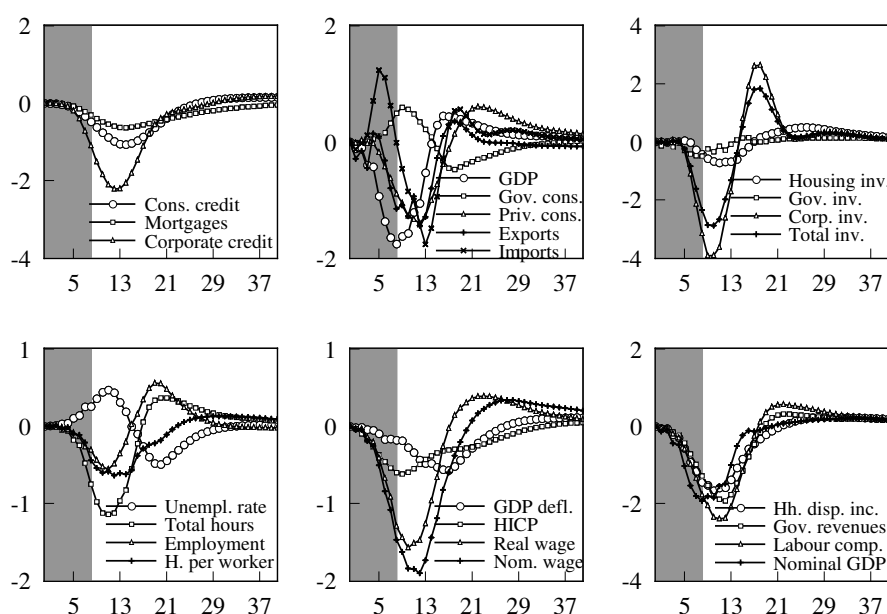 2
0
-2
-4
5 13 21 29 37
Cons. credit
Mortgages
Corporate credit
2
0
-2
5 13 21 29 37
GDP
Gov. cons.
Priv. cons.
Exports
Imports
4
2
0
-2
-4
5 13 21 29 37
Housing inv.
Gov. inv.
Corp. inv.
Total inv.
1
0
-1
-2
5 13 21 29 37
Unempl. rate
Total hours
Employment
H. per worker
1
0
-1
-2
5 13 21 29 37
GDP defl.
HICP
Real wage
Nom. wage
2
0
-2
-4
5 13 21 29 37
Hh. disp. inc.
Gov. revenues
Labour comp.
Nominal GDP